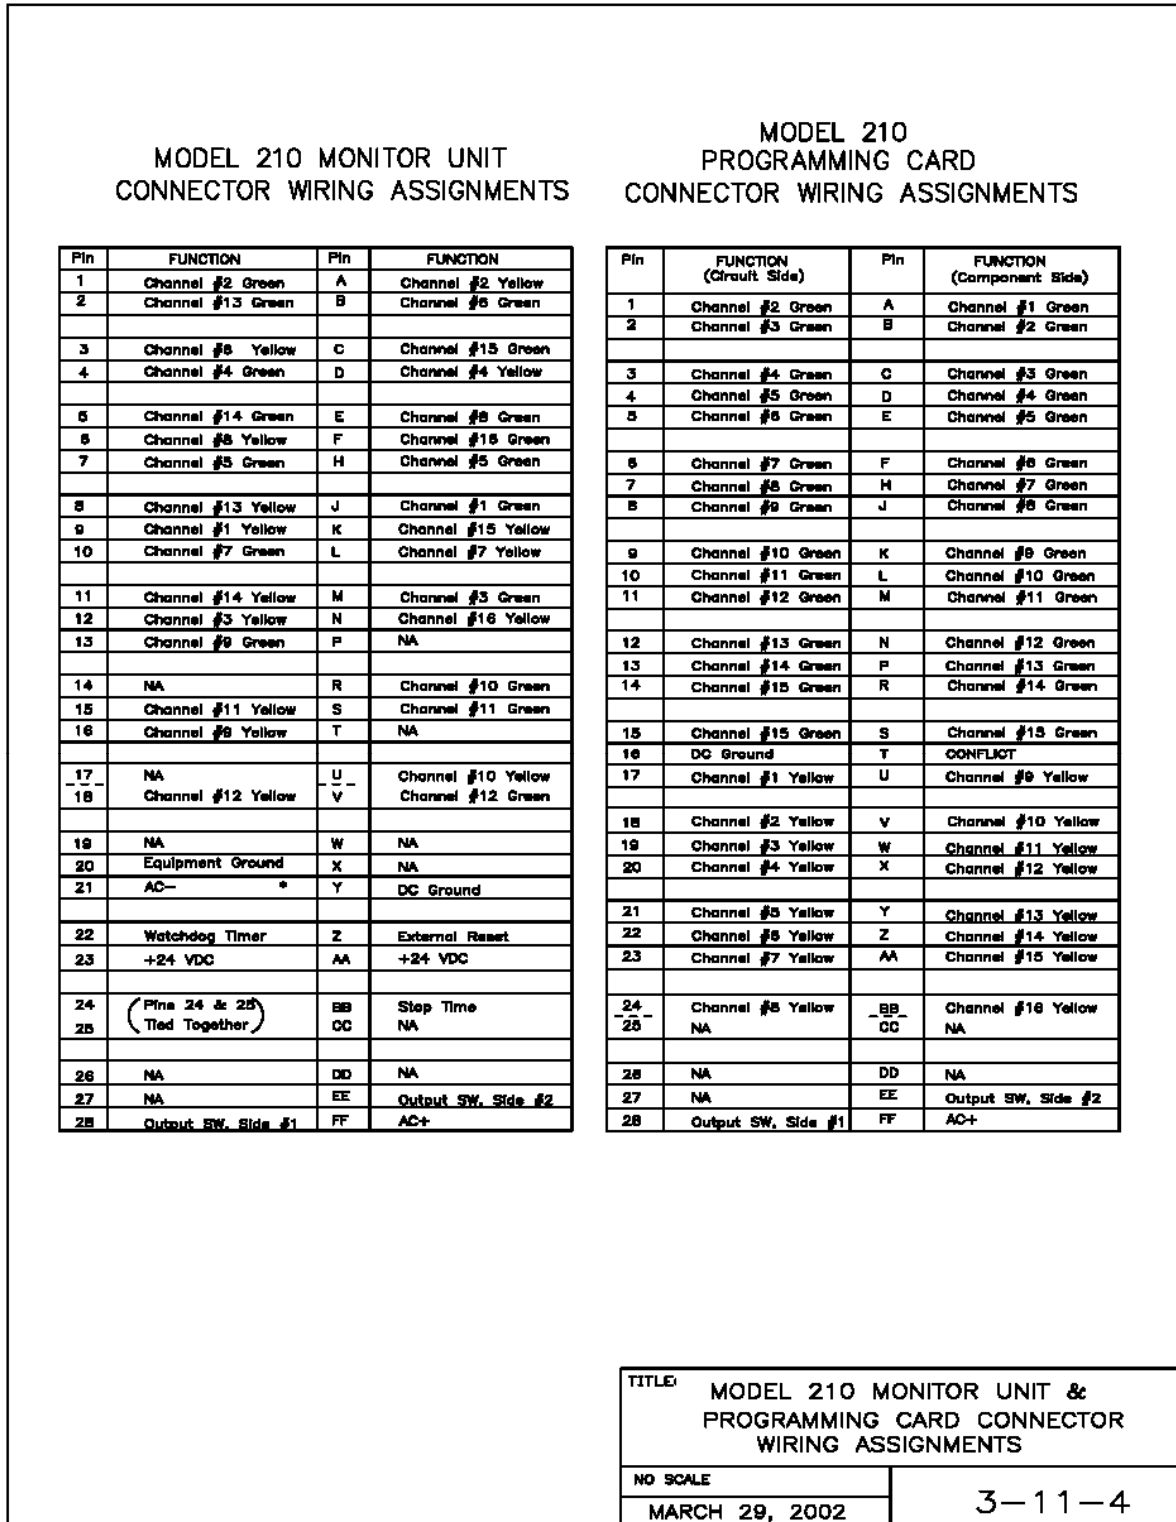 MODEL 210 MONITOR UNIT
CONNECTOR WIRING ASSIGNMENTS
Pin FUNCTION Pin FUNCTION
1 Channel #2 Green A Channel #2 Yellow
2 Channel #13 Green B Channel #6 Green
3 Channel #6 Yellow C Channel #15 Green
4 Channel #4 Green D Channel #4 Yellow
5 Channel #14 Green E Channel #8 Green
6 Channel #8 Yellow F Channel #16 Green
7 Channel #5 Green H Channel #5 Green
8 Channel #13 Yellow J Channel #1 Green
9 Channel #1 Yellow K Channel #15 Yellow
10 Channel #7 Green L Channel #7 Yellow
11 Channel #14 Yellow M Channel #3 Green
12 Channel #3 Yellow N Channel #16 Yellow
13 Channel #9 Green P NA
14 NA R Channel #10 Green
15 Channel #11 Yellow S Channel #11 Green
16 Channel #9 Yellow T NA
17 NA U Channel #10 Yellow
18 Channel #12 Yellow V Channel #12 Green
19 NA W NA
20 Equipment Ground X NA
21 AC- * Y DC Ground
22 Watchdog Timer Z External Reset
23 +24 VDC AA +24 VDC
24 (Pins 24 & 25 BB Stop Time
25 Tied Together) CC NA
26 NA DD NA
27 NA EE Output SW. Side #2
28 Output SW. Side #1 FF AC+
MODEL 210
PROGRAMMING CARD
CONNECTOR WIRING ASSIGNMENTS
Pin FUNCTION Pin FUNCTION
(Ciruit Side) (Component Side)
1 Channel #2 Green A Channel #1 Green
2 Channel #3 Green B Channel #2 Green
3 Channel #4 Green C Channel #3 Green
4 Channel #5 Green D Channel #4 Green
5 Channel #6 Green E Channel #5 Green
6 Channel #7 Green F Channel #6 Green
7 Channel #8 Green H Channel #7 Green
8 Channel #9 Green J Channel #8 Green
9 Channel #10 Green K Channel #9 Green
10 Channel #11 Green L Channel #10 Green
11 Channel #12 Green M Channel #11 Green
12 Channel #13 Green N Channel #12 Green
13 Channel #14 Green P Channel #13 Green
14 Channel #15 Green R Channel #14 Green
15 Channel Green S Channel Green
16 DC Ground T CONFLICT
17 Channel #1 Yellow U Channel #9 Yellow
18 Channel #2 Yellow V Channel #10 Yellow
19 Channel #3 Yellow W Channel #11 Yellow
20 Channel #4 Yellow X Channel #12 Yellow
21 Channel #5 Yellow Y Channel #13 Yellow
22 Channel #6 Yellow Z Channel #14 Yellow
23 Channel #7 Yellow AA Channel #15 Yellow
24 Channel #8 Yellow BB Channel #16 Yellow
25 NA CC NA
26 NA DD NA
27 NA EE Output SW. Side #2
28 Output SW. Side #1 FF AC+
TITLE:
MODEL 210 MONITOR UNIT &
PROGRAMMING CARD CONNECTOR
WIRING ASSIGNMENTS
NO SCALE
MARCH 29, 2002
3-11-4